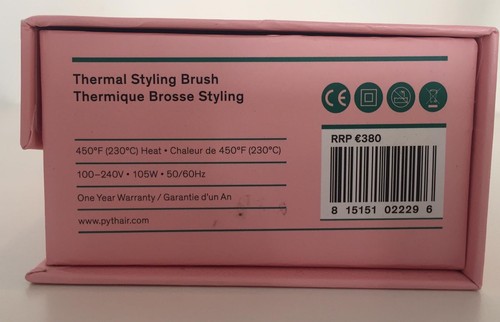 Thermal Styling Brush
Thermique Brosse Styling
CE
450°F (230°C) Heat • Chaleur de 450°F (230°C)
100–240V • 105W • 50/60Hz
One Year Warranty / Garantie d'un An
www.pythair.com
RRP €380
8 15151 02229 6